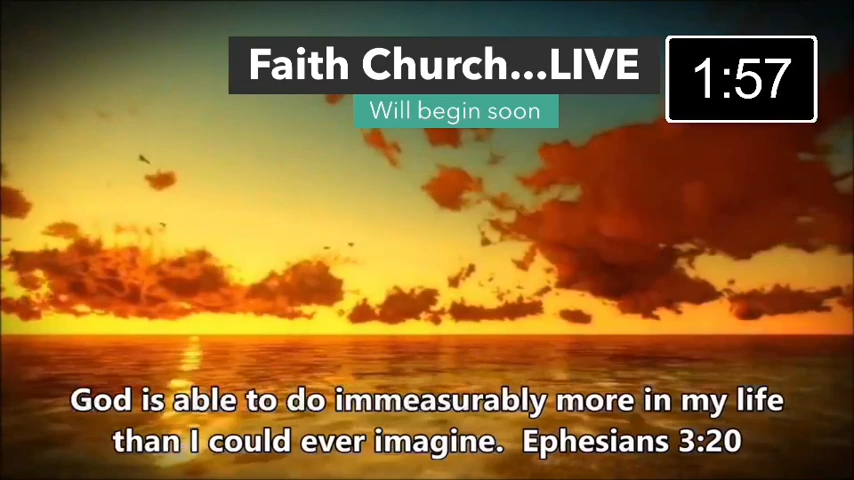 Faith Church...LIVE
1:57
Will begin soon
God is able to do immeasurably more in my life
than I could ever imagine.  Ephesians 3:20